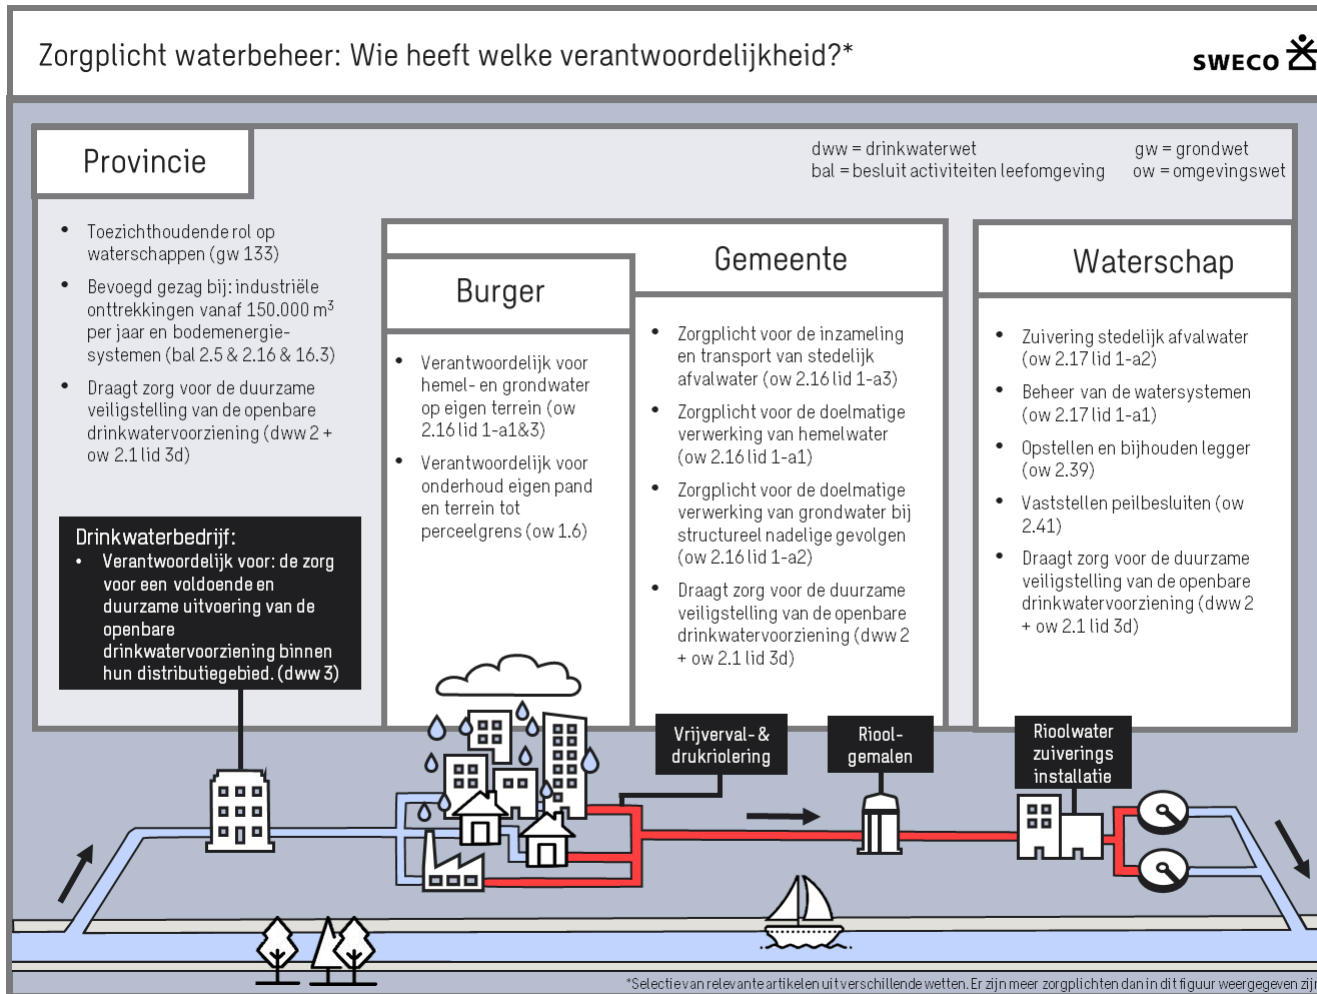 Zorgplicht waterbeheer: Wie heeft welke verantwoordelijkheid?*
SWECO
Provincie
dww = drinkwaterwet
bal = besluit activiteiten leefomgeving
gw = grondwet
ow = omgevingswet
• Toezichthoudende rol op
waterschappen (gw 133)
• Bevoegd gezag bij: industriële
onttrekkingen vanaf 150.000 m³
per jaar en bodemenergie-
systemen (bal 2.5 & 2.16 & 16.3)
• Draagt zorg voor de duurzame
veiligstelling van de openbare
drinkwatervoorziening (dww 2 +
ow 2.1 lid 3d)
Drinkwaterbedrijf:
• Verantwoordelijk voor: de zorg
voor een voldoende en
duurzame uitvoering van de
openbare
drinkwatervoorziening binnen
hun distributiegebied. (dww 3)
Burger
• Verantwoordelijk voor
hemel- en grondwater
op eigen terrein (ow
2.16 lid 1-a1&3)
• Verantwoordelijk voor
onderhoud eigen pand
en terrein tot
perceelgrens (ow 1.6)
Gemeente
• Zorgplicht voor de inzameling
en transport van stedelijk
afvalwater (ow 2.16 lid 1-a3)
• Zorgplicht voor de doelmatige
verwerking van hemelwater
(ow 2.16 lid 1-a1)
• Zorgplicht voor de doelmatige
verwerking van grondwater bij
structureel nadelige gevolgen
(ow 2.16 lid 1-a2)
• Draagt zorg voor de duurzame
veiligstelling van de openbare
drinkwatervoorziening (dww 2
+ ow 2.1 lid 3d)
Waterschap
• Zuivering stedelijk afvalwater
(ow 2.17 lid 1-a2)
• Beheer van de watersystemen
(ow 2.17 lid 1-a1)
• Opstellen en bijhouden legger
(ow 2.39)
• Vaststellen peilbesluiten (ow
2.41)
• Draagt zorg voor de duurzame
veiligstelling van de openbare
drinkwatervoorziening (dww 2
+ ow 2.1 lid 3d)
Vrijverval- &
drukriolering
Riool-
gemalen
Rioolwater
zuiverings
installatie
*Selectie van relevante artikelen uit verschillende wetten. Er zijn meer zorgplichten dan in dit figuur weergegeven zijn